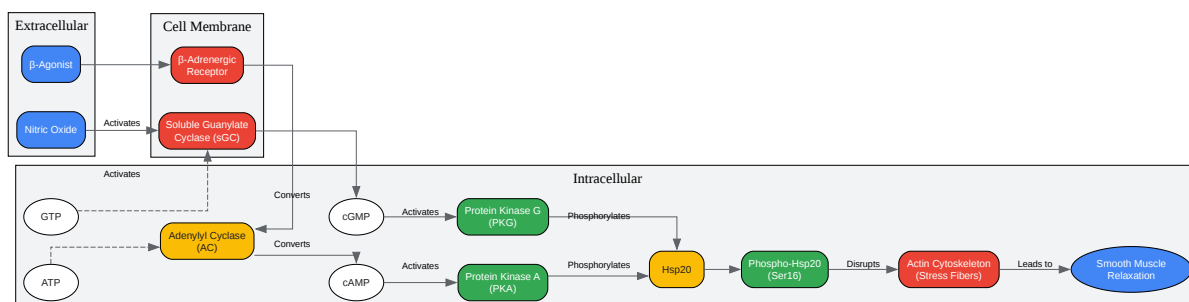 Extracellular
Cell Membrane
β-Agonist
β-Adrenergic
Receptor
Nitric Oxide
Activates
Soluble Guanylate
Cyclase (sGC)
Activates
Intracellular
Converts
GTP
cGMP
Activates
Protein Kinase G
(PKG)
Phosphorylates
Adenylyl Cyclase
(AC)
Converts
ATP
cAMP
Activates
Protein Kinase A
(PKA)
Phosphorylates
Hsp20
Phospho-Hsp20
(Ser16)
Disrupts
Actin Cytoskeleton
(Stress Fibers)
Leads to
Smooth Muscle
Relaxation